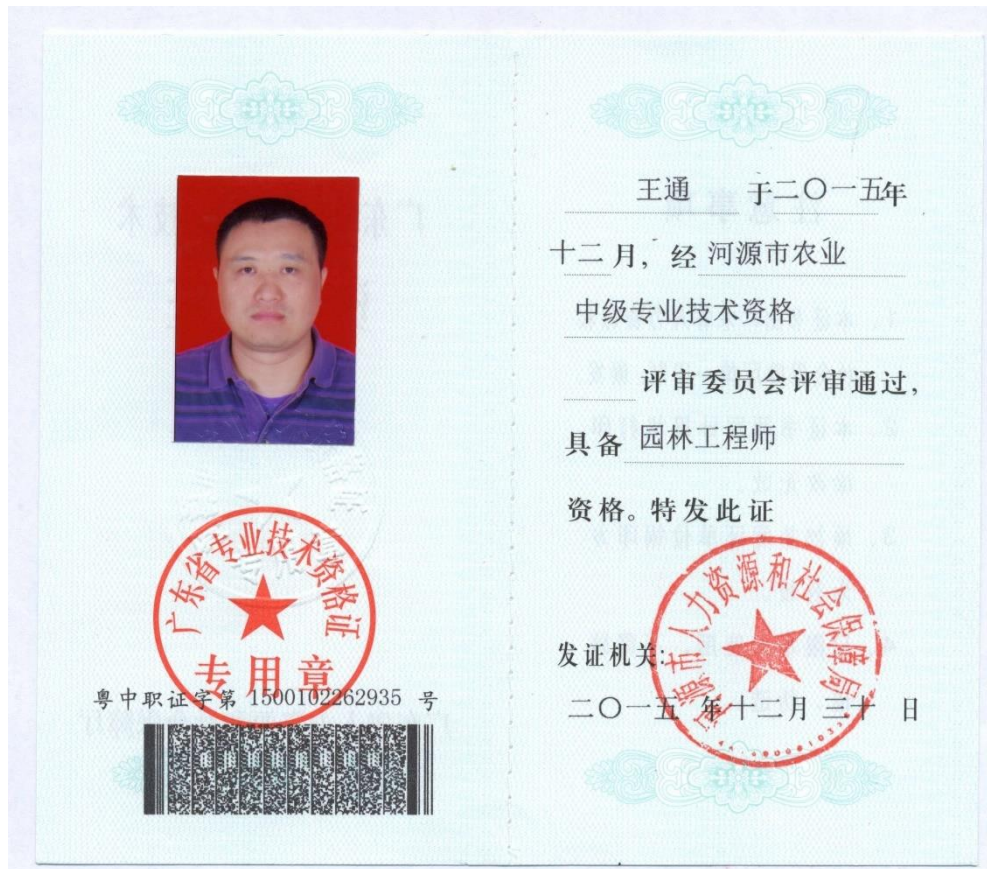 广东省专业技术资格证
专用章
粤中职证字第 1500102262935 号
王通 于二〇一五年
十二月，经 河源市农业
中级专业技术资格
评审委员会评审通过，
具备 园林工程师
资格。特发此证
河源市人力资源和社会保障局
发证机关：
二〇一五 年十二月 三十 日